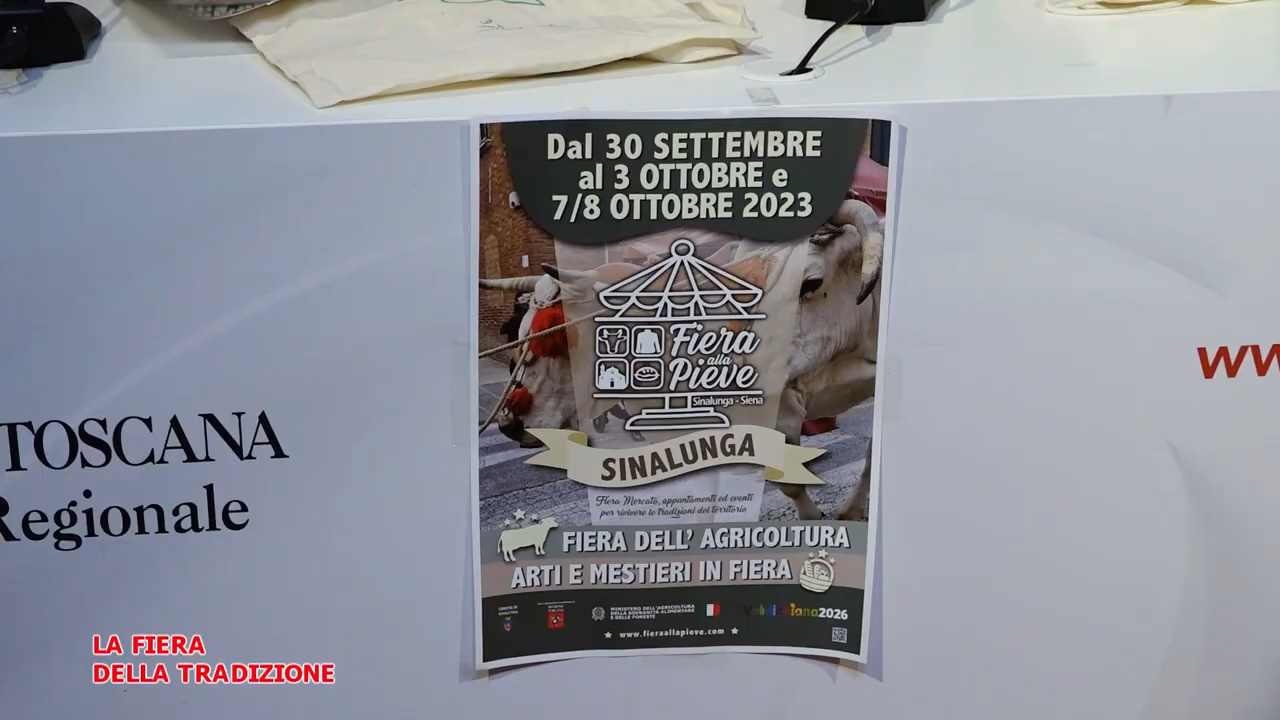 Dal 30 SETTEMBRE
al 3 OTTOBRE e
7/8 OTTOBRE 2023
Fiera
alla
Pieve
Sinalunga - Siena
SINALUNGA
Fiera Mercato, appuntamenti ed eventi
per rivivere le tradizioni del territorio
FIERA DELL' AGRICOLTURA
ARTI E MESTIERI IN FIERA
MINISTERO DELL'AGRICOLTURA
DELLA SOVRANITÀ ALIMENTARE
E DELLE FORESTE
Valdichiana2026
www.fieraallapieve.com
TOSCANA
Regionale
ww
LA FIERA
DELLA TRADIZIONE